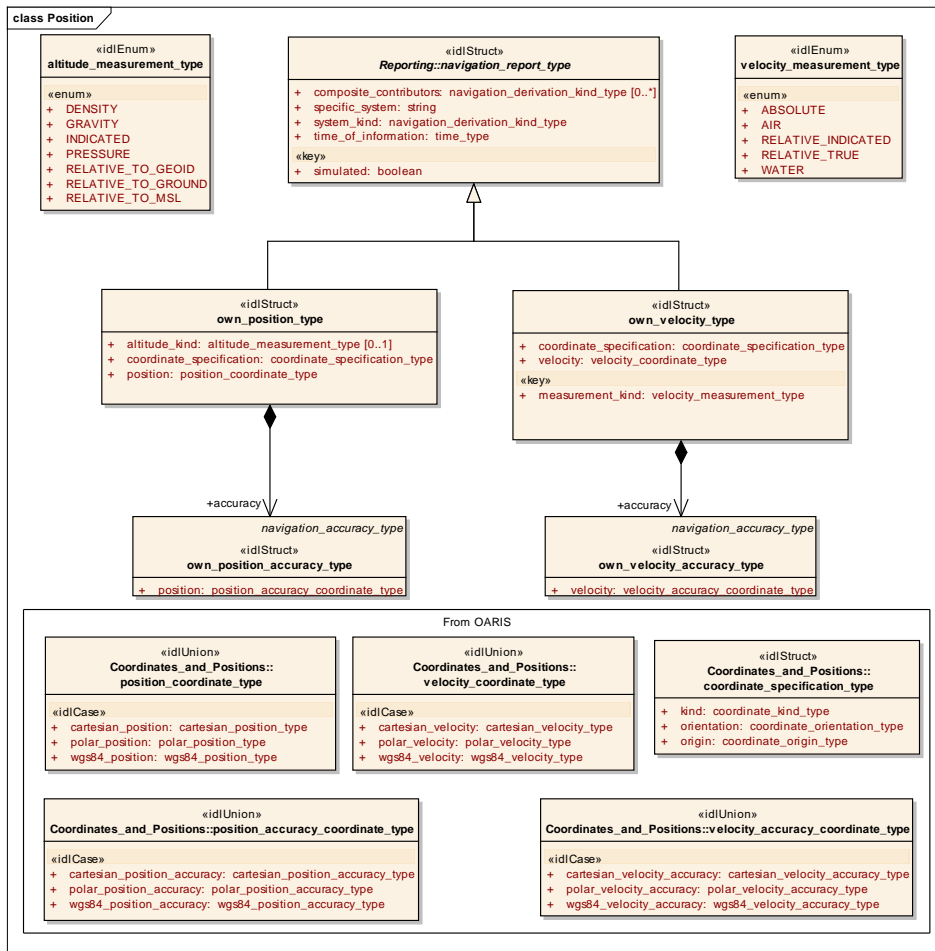 class Position
«idlEnum»
altitude_measurement_type
«enum»
+ DENSITY
+ GRAVITY
+ INDICATED
+ PRESSURE
+ RELATIVE_TO_GEOID
+ RELATIVE_TO_GROUND
+ RELATIVE_TO_MSL
«idlStruct»
Reporting::navigation_report_type
+ composite_contributors: navigation_derivation_kind_type [0..*]
+ specific_system: string
+ system_kind: navigation_derivation_kind_type
+ time_of_information: time_type
«key»
+ simulated: boolean
«idlEnum»
velocity_measurement_type
«enum»
+ ABSOLUTE
+ AIR
+ RELATIVE_INDICATED
+ RELATIVE_TRUE
+ WATER
«idlStruct»
own_position_type
+ altitude_kind: altitude_measurement_type [0..1]
+ coordinate_specification: coordinate_specification_type
+ position: position_coordinate_type
«idlStruct»
own_velocity_type
+ coordinate_specification: coordinate_specification_type
+ velocity: velocity_coordinate_type
«key»
+ measurement_kind: velocity_measurement_type
+accuracy
+accuracy
navigation_accuracy_type
«idlStruct»
own_position_accuracy_type
+ position: position_accuracy_coordinate_type
navigation_accuracy_type
«idlStruct»
own_velocity_accuracy_type
+ velocity: velocity_accuracy_coordinate_type
From OARIS
«idlUnion»
Coordinates_and_Positions::
position_coordinate_type
«idlCase»
+ cartesian_position: cartesian_position_type
+ polar_position: polar_position_type
+ wgs84_position: wgs84_position_type
«idlUnion»
Coordinates_and_Positions::
velocity_coordinate_type
«idlCase»
+ cartesian_velocity: cartesian_velocity_type
+ polar_velocity: polar_velocity_type
+ wgs84_velocity: wgs84_velocity_type
«idlStruct»
Coordinates_and_Positions::
coordinate_specification_type
+ kind: coordinate_kind_type
+ orientation: coordinate_orientation_type
+ origin: coordinate_origin_type
«idlUnion»
Coordinates_and_Positions::position_accuracy_coordinate_type
«idlCase»
+ cartesian_position_accuracy: cartesian_position_accuracy_type
+ polar_position_accuracy: polar_position_accuracy_type
+ wgs84_position_accuracy: wgs84_position_accuracy_type
«idlUnion»
Coordinates_and_Positions::velocity_accuracy_coordinate_type
«idlCase»
+ cartesian_velocity_accuracy: cartesian_velocity_accuracy_type
+ polar_velocity_accuracy: polar_velocity_accuracy_type
+ wgs84_velocity_accuracy: wgs84_velocity_accuracy_type